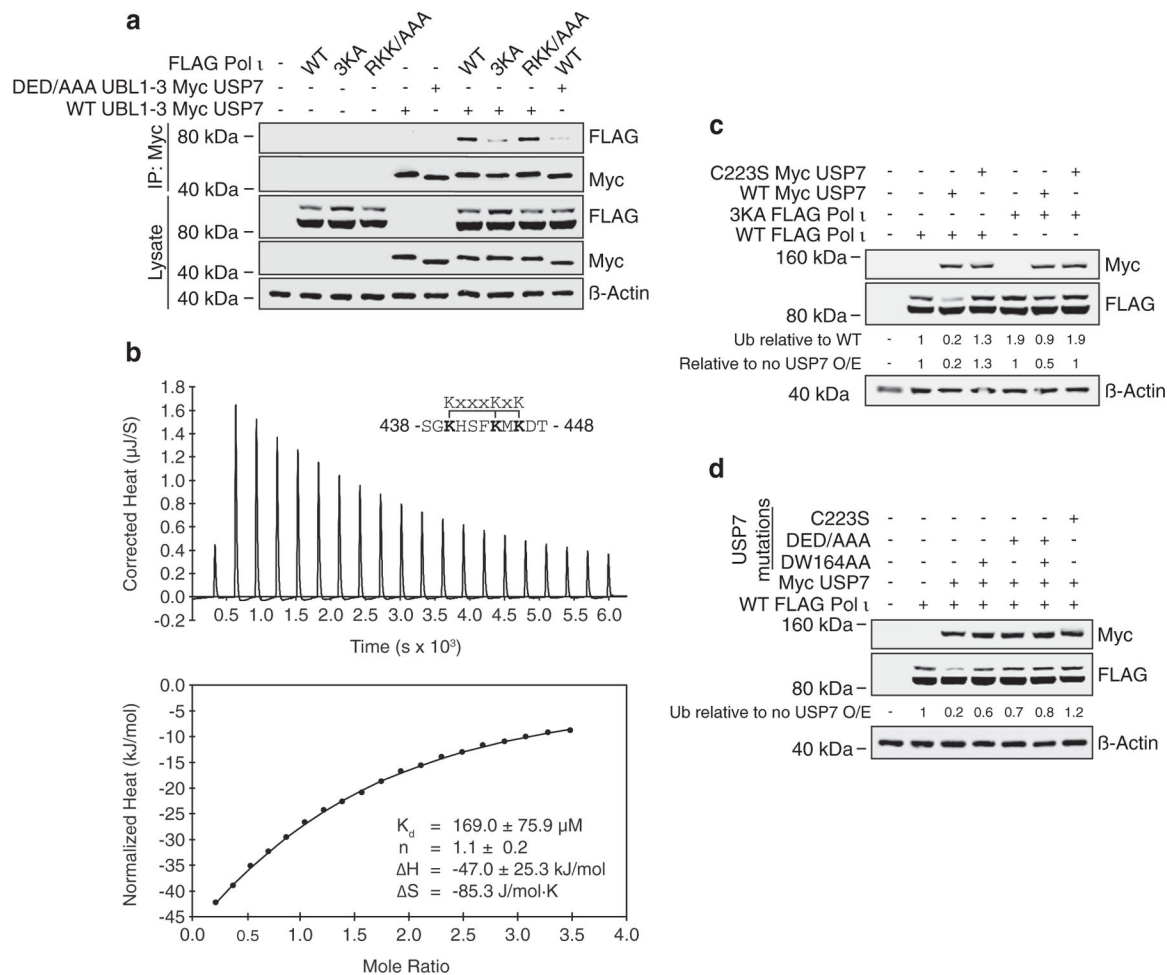 a
FLAG Pol ι - WT 3KA RKK/AAA - - WT 3KA RKK/AAA WT
DED/AAA UBL1-3 Myc USP7 - - - - - + - - - +
WT UBL1-3 Myc USP7 - - - - + - + + + -
IP: Myc
80 kDa
FLAG
40 kDa
Myc
Lysate
80 kDa
FLAG
40 kDa
Myc
40 kDa
ß-Actin
b
Corrected Heat (µJ/S)
1.8
1.6
1.4
1.2
1.0
0.8
0.6
0.4
0.2
0.0
-0.2
KxxxKxK
438 -SGKHSFKMKDT - 448
0.5 1.0 1.5 2.0 2.5 3.0 3.5 4.0 4.5 5.0 5.5 6.0
Time (s x 10³)
Normalized Heat (kJ/mol)
0.0
-5
-10
-15
-20
-25
-30
-35
-40
-45
Kd = 169.0 ± 75.9 µM
n = 1.1 ± 0.2
ΔH = -47.0 ± 25.3 kJ/mol
ΔS = -85.3 J/mol·K
0.0 0.5 1.0 1.5 2.0 2.5 3.0 3.5 4.0
Mole Ratio
c
C223S Myc USP7 - - - + - - +
WT Myc USP7 - - + - - + -
3KA FLAG Pol ι - - - - + + +
WT FLAG Pol ι - + + + - - -
160 kDa
Myc
80 kDa
FLAG
Ub relative to WT - 1 0.2 1.3 1.9 0.9 1.9
Relative to no USP7 O/E - 1 0.2 1.3 1 0.5 1
40 kDa
ß-Actin
d
USP7 mutations
C223S - - - - - - +
DED/AAA - - - - + + -
DW164AA - - - + - + -
Myc USP7 - - + + + + +
WT FLAG Pol ι - + + + + + +
160 kDa
Myc
80 kDa
FLAG
Ub relative to no USP7 O/E - 1 0.2 0.6 0.7 0.8 1.2
40 kDa
ß-Actin